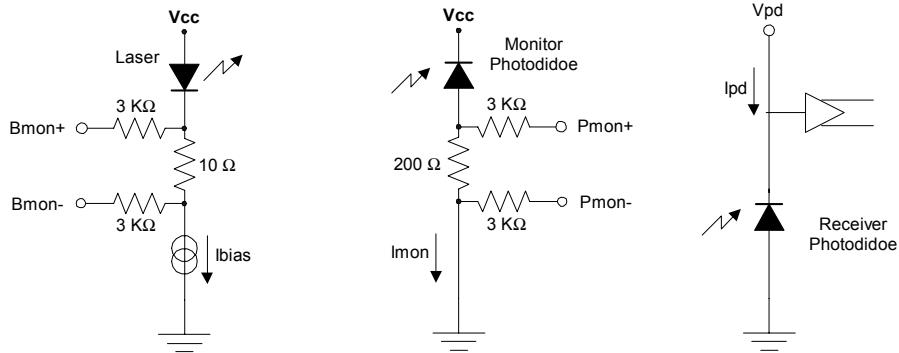 Vcc
Laser
3 KΩ
Bmon+
10 Ω
Bmon-
3 KΩ
Ibias
Vcc
Monitor
Photodidoe
3 KΩ
Pmon+
200 Ω
Pmon-
3 KΩ
Imon
Vpd
Ipd
Receiver
Photodidoe